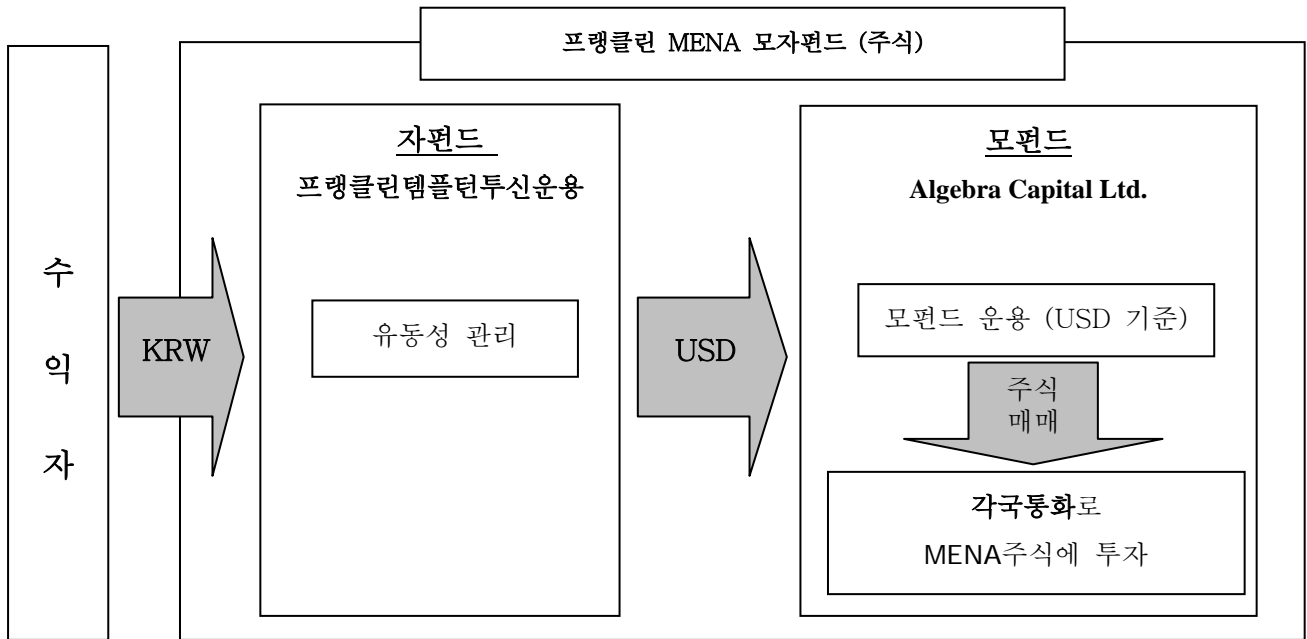 프랭클린 MENA 모자펀드 (주식)
수
익
자
KRW
자펀드
프랭클린템플턴투신운용
유동성 관리
USD
모펀드
Algebra Capital Ltd.
모펀드 운용 (USD 기준)
주식
매매
각국통화로
MENA주식에 투자